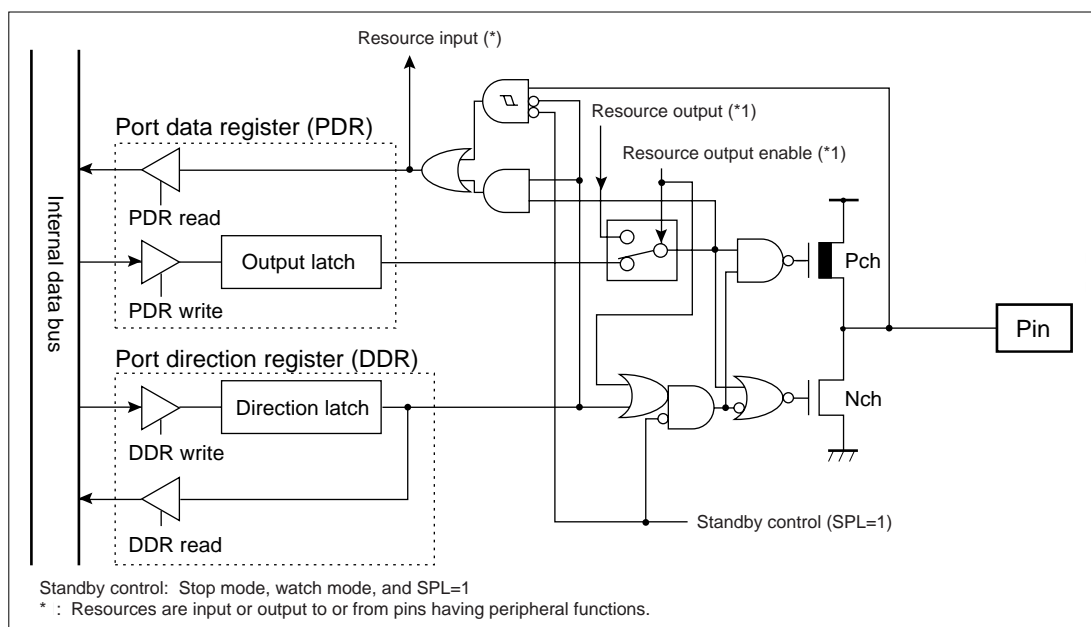 Resource input (*)
Resource output (*1)
Port data register (PDR)
Resource output enable (*1)
PDR read
Pch
Output latch
PDR write
Internal data bus
Pin
Port direction register (DDR)
Direction latch
Nch
DDR write
Standby control (SPL=1)
DDR read
Standby control: Stop mode, watch mode, and SPL=1
* : Resources are input or output to or from pins having peripheral functions.